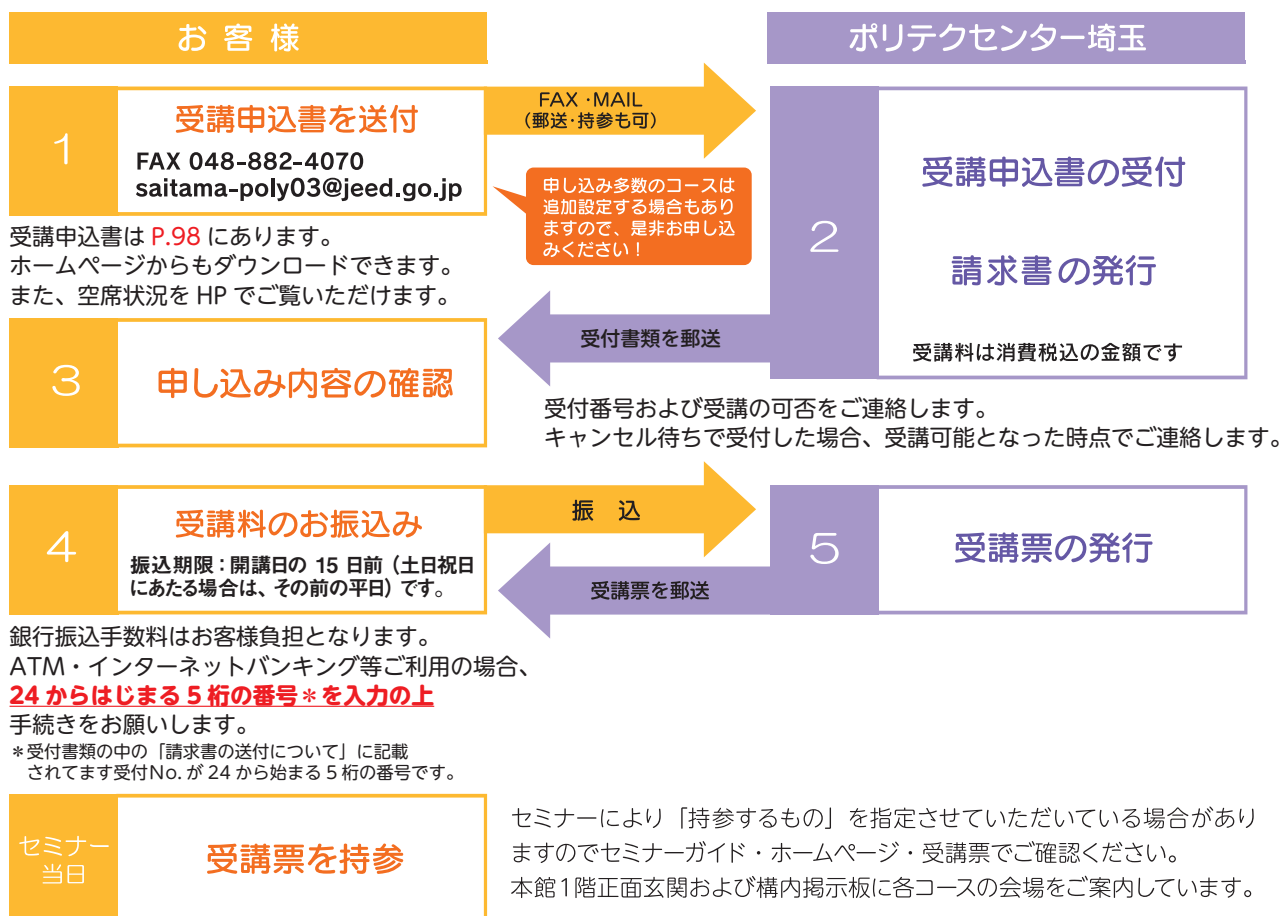 お客様
ポリテクセンター埼玉
1
受講申込書を送付
FAX 048-882-4070
saitama-poly03@jeed.go.jp
FAX・MAIL
（郵送・持参も可）
申し込み多数のコースは
追加設定する場合もあり
ますので、是非お申し込
みください！
2
受講申込書の受付
請求書の発行
受講料は消費税込の金額です
受講申込書は P.98 にあります。
ホームページからもダウンロードできます。
また、空席状況を HP でご覧いただけます。
受付書類を郵送
3
申し込み内容の確認
受付番号および受講の可否をご連絡します。
キャンセル待ちで受付した場合、受講可能となった時点でご連絡します。
4
受講料のお振込み
振込期限：開講日の 15 日前（土日祝日
にあたる場合は、その前の平日）です。
振 込
受講票を郵送
5
受講票の発行
銀行振込手数料はお客様負担となります。
ATM・インターネットバンキング等ご利用の場合、
24 からはじまる 5 桁の番号＊を入力の上
手続きをお願いします。
＊受付書類の中の「請求書の送付について」に記載
されてます受付No. が 24 から始まる 5 桁の番号です。
セミナー
当日
受講票を持参
セミナーにより「持参するもの」を指定させていただいている場合があり
ますのでセミナーガイド・ホームページ・受講票でご確認ください。
本館1階正面玄関および構内掲示板に各コースの会場をご案内しています。